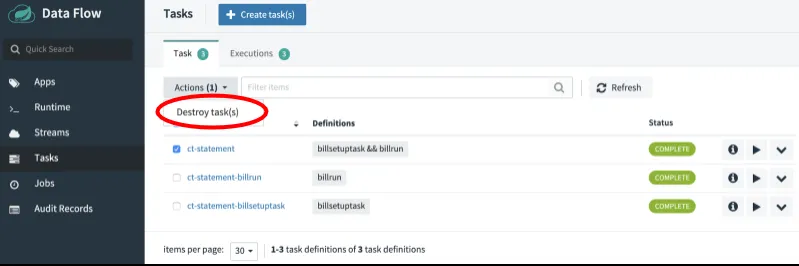 Data Flow
Tasks
Create task(s)
Quick Search
Task 3
Executions 3
Apps
Actions (1)
Filter items
Refresh
Runtime
Destroy task(s)
Streams
Definitions
Status
Tasks
ct-statement
billsetuptask && billrun
COMPLETE
Jobs
ct-statement-billrun
billrun
COMPLETE
Audit Records
ct-statement-billsetuptask
billsetuptask
COMPLETE
items per page: 30
1-3 task definitions of 3 task definitions